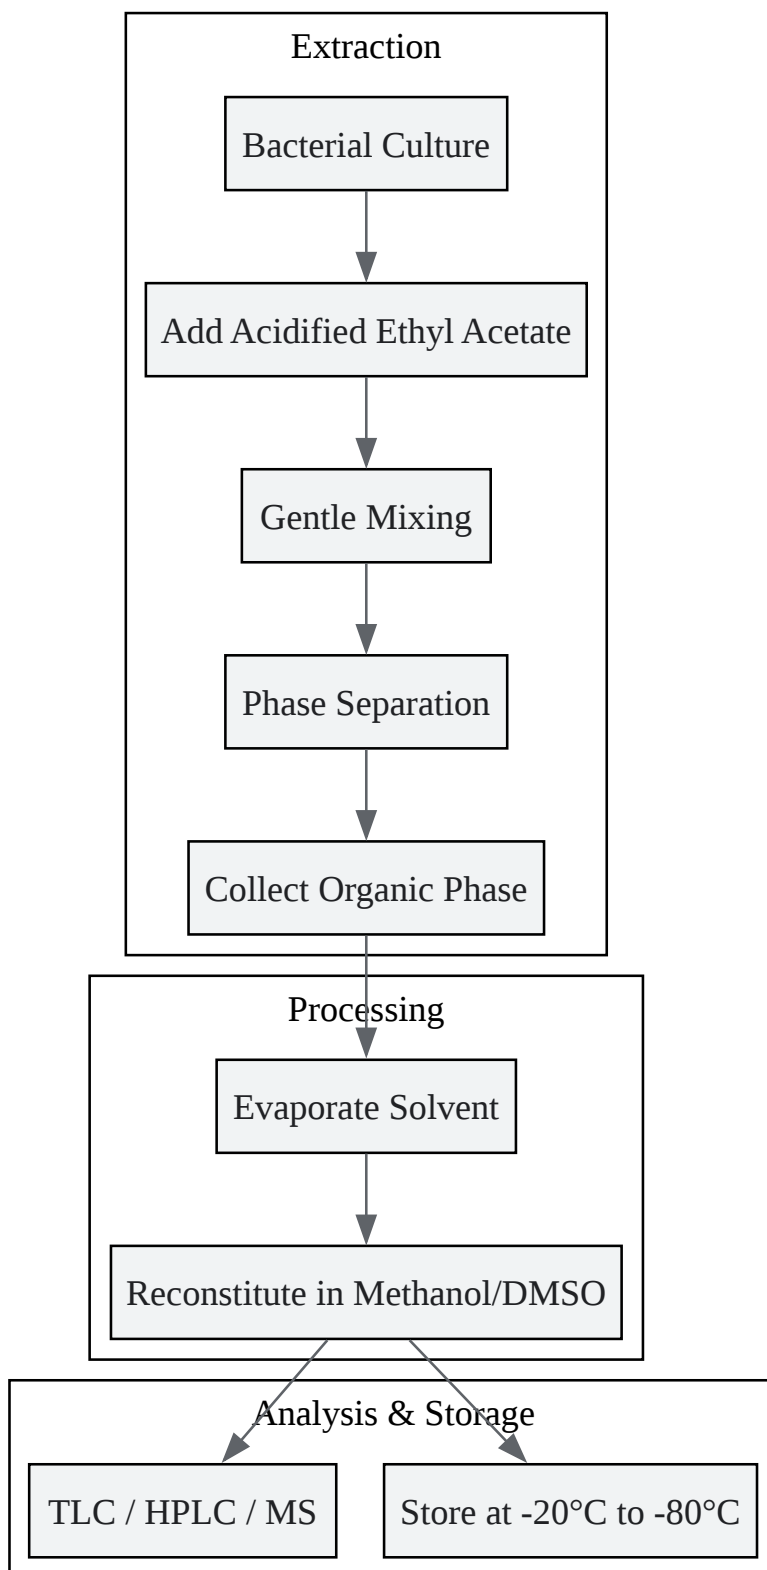 Extraction
Bacterial Culture
Add Acidified Ethyl Acetate
Gentle Mixing
Phase Separation
Collect Organic Phase
Processing
Evaporate Solvent
Reconstitute in Methanol/DMSO
Analysis & Storage
TLC / HPLC / MS
Store at -20°C to -80°C